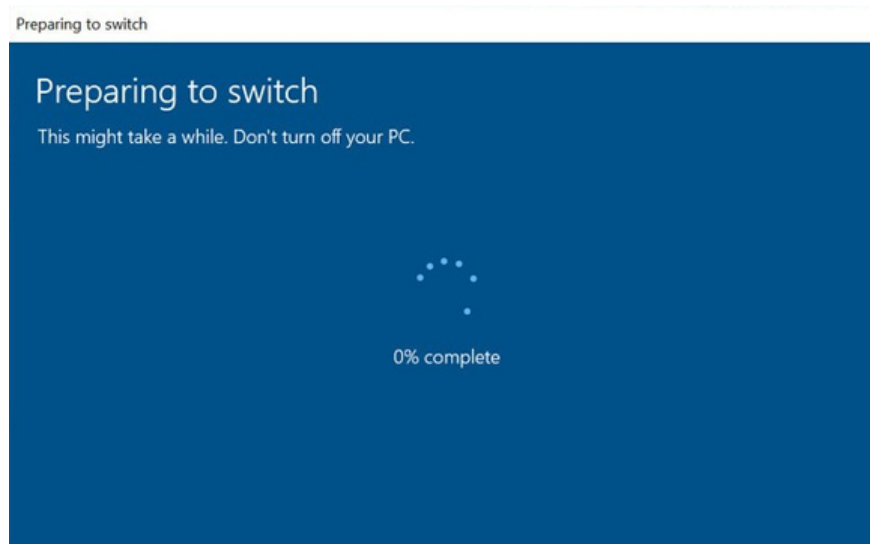 Preparing to switch
Preparing to switch
This might take a while. Don't turn off your PC.
0% complete